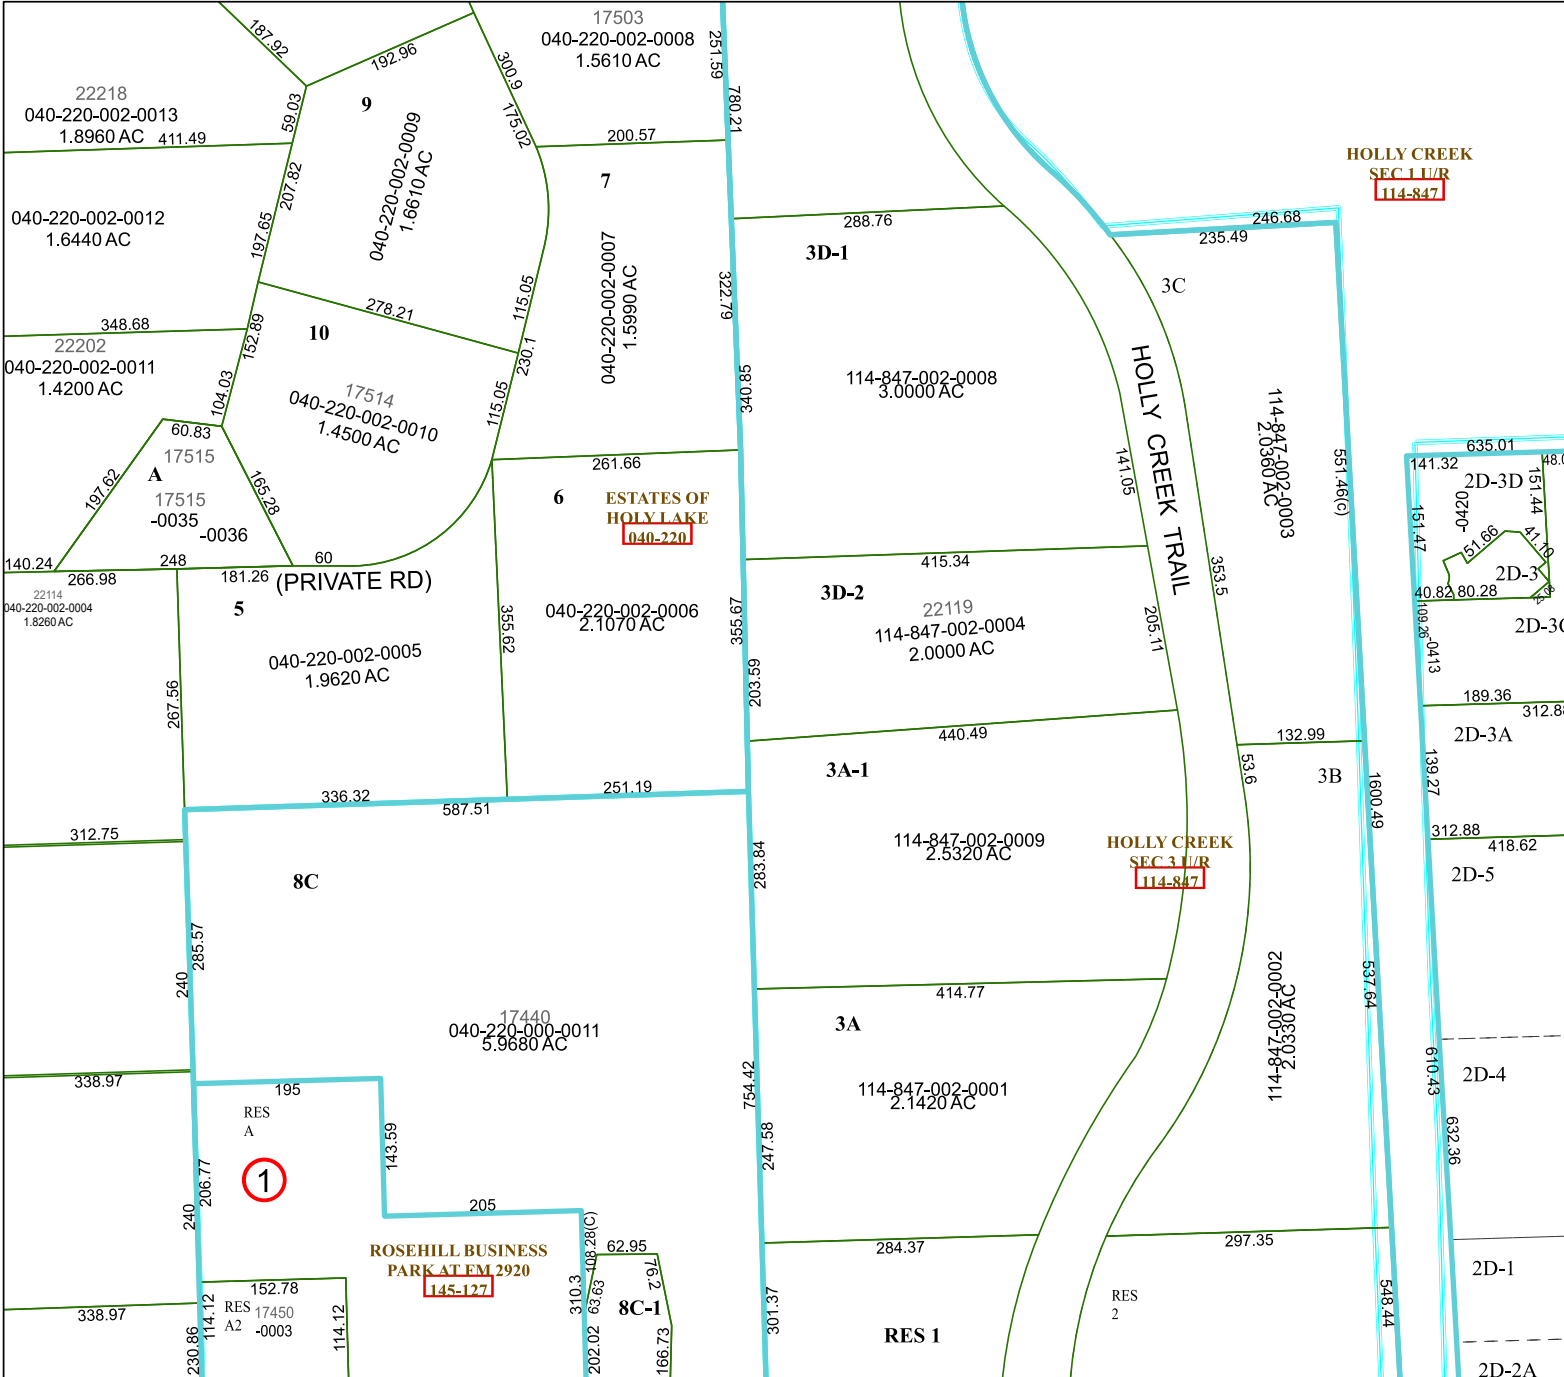 187.92
192.96
300.9
175.02
17503
040-220-002-0008
1.5610 AC
251.59
780.21
22218
040-220-002-0013
1.8960 AC
411.49
59.03
9
040-220-002-0009
1.6610 AC
200.57
7
HOLLY CREEK
SEC 1 U/R
114-847
207.82
040-220-002-0012
1.6440 AC
197.65
040-220-002-0007
1.5990 AC
288.76
3D-1
246.68
235.49
3C
278.21
115.05
322.79
348.68
22202
040-220-002-0011
1.4200 AC
152.89
10
230.1
104.03
17514
040-220-002-0010
1.4500 AC
115.05
340.85
114-847-002-0008
3.0000 AC
HOLLY CREEK TRAIL
114-847-002-0003
2.0360 AC
60.83
17515
A
197.62
165.28
17515
-0035
-0036
261.66
6
ESTATES OF
HOLY LAKE
040-220
141.05
551.46(c)
635.01
141.32
2D-3D
151.44
-0420
151.47
51.66
41.10
2D-3
40.82
80.28
140.24
266.98
248
181.26
60
(PRIVATE RD)
415.34
353.5
22114
040-220-002-0004
1.8260 AC
5
040-220-002-0005
1.9620 AC
355.62
040-220-002-0006
2.1070 AC
355.67
3D-2
22119
114-847-002-0004
2.0000 AC
205.11
109.26
-0413
267.56
203.59
189.36
2D-3A
440.49
132.99
3A-1
53.6
3B
139.27
336.32
587.51
251.19
1600.49
312.75
312.88
418.62
8C
283.84
114-847-002-0009
2.5320 AC
HOLLY CREEK
SEC 3 U/R
114-847
2D-5
285.57
240
17440
040-220-000-0011
5.9680 AC
414.77
3A
114-847-002-0002
2.0330 AC
537.64
338.97
195
754.42
114-847-002-0001
2.1420 AC
610.43
2D-4
RES
A
143.59
247.58
632.36
1
206.77
240
205
108.28(C)
62.95
284.37
297.35
ROSEHILL BUSINESS
PARK AT FM 2920
145-127
152.78
310.3
63.63
76.2
2D-1
338.97
114.12
RES
A2
17450
-0003
114.12
8C-1
301.37
RES 1
RES
2
548.44
230.86
202.02
166.73
2D-2A